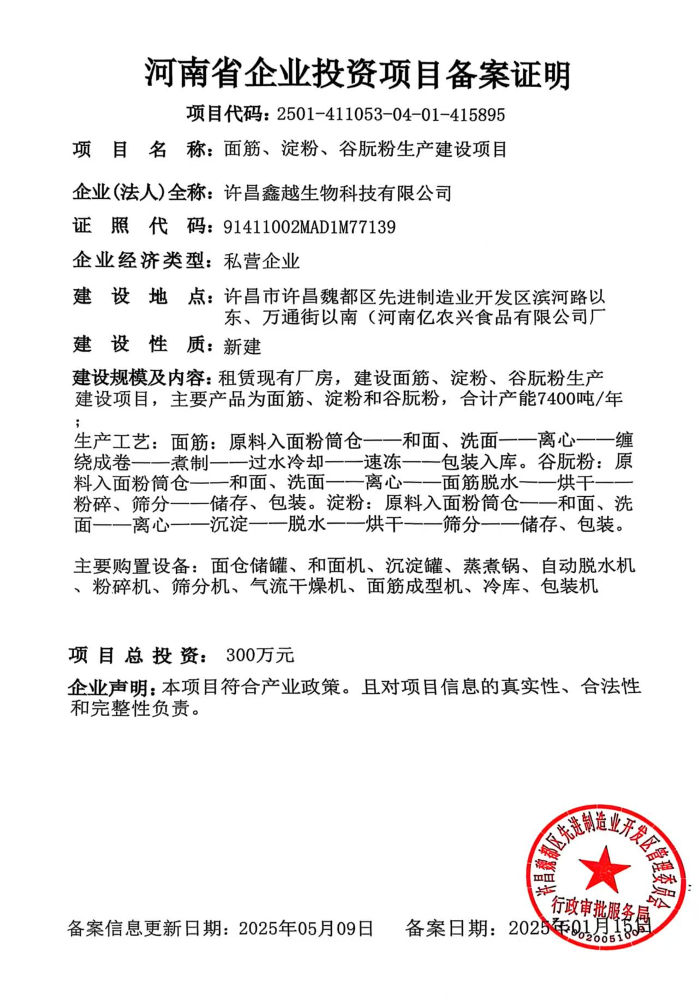 河南省企业投资项目备案证明
项目代码：2501-411053-04-01-415895
项目名称：面筋、淀粉、谷朊粉生产建设项目
企业(法人)全称：许昌鑫越生物科技有限公司
证照代码：91411002MAD1M77139
企业经济类型：私营企业
建设地点：许昌市许昌魏都区先进制造业开发区滨河路以
东、万通街以南（河南亿农兴食品有限公司厂
建设性质：新建
建设规模及内容：租赁现有厂房，建设面筋、淀粉、谷朊粉生产
建设项目，主要产品为面筋、淀粉和谷朊粉，合计产能7400吨/年
；
生产工艺：面筋：原料入面粉筒仓——和面、洗面——离心——缠
绕成卷——煮制——过水冷却——速冻——包装入库。谷朊粉：原
料入面粉筒仓——和面、洗面——离心——面筋脱水——烘干——
粉碎、筛分——储存、包装。淀粉：原料入面粉筒仓——和面、洗
面——离心——沉淀——脱水——烘干——筛分——储存、包装。
主要购置设备：面仓储罐、和面机、沉淀罐、蒸煮锅、自动脱水机
、粉碎机、筛分机、气流干燥机、面筋成型机、冷库、包装机
项目总投资：300万元
企业声明：本项目符合产业政策。且对项目信息的真实性、合法性
和完整性负责。
许昌魏都区先进制造业开发区管理委员会
行政审批服务局
备案信息更新日期：2025年05月09日 备案日期：2025年01月15日